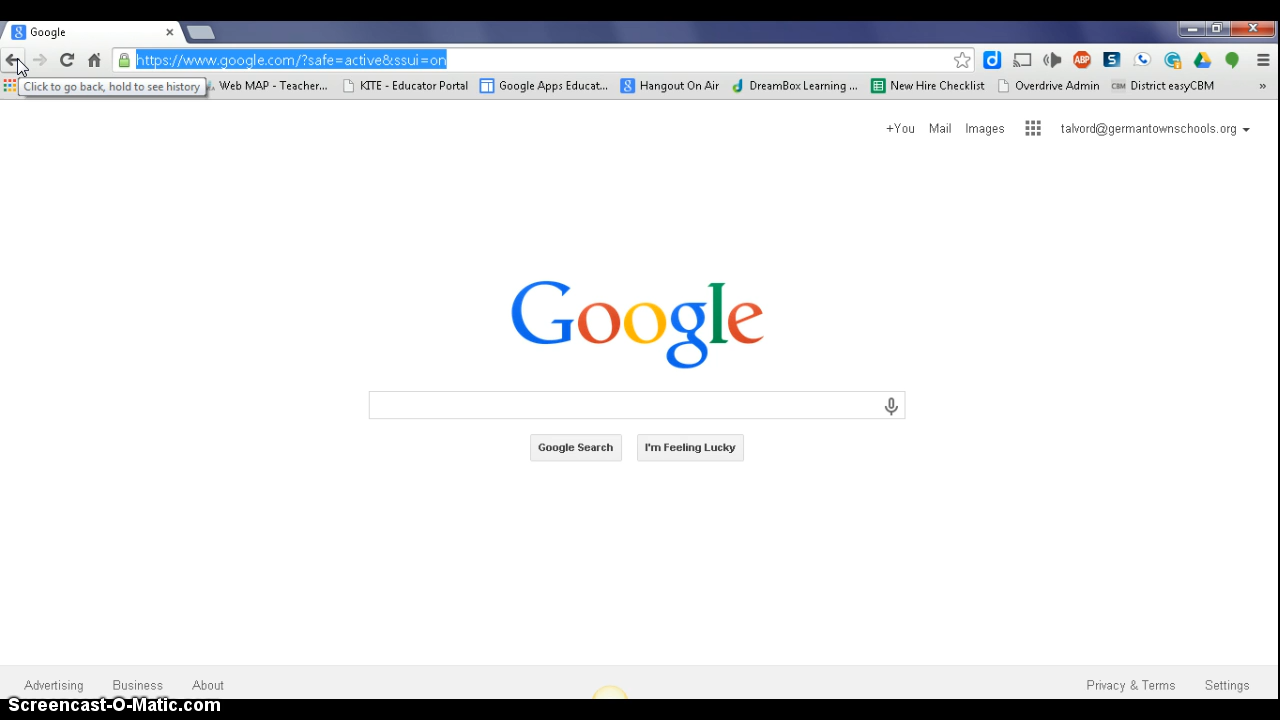 Google
https://www.google.com/?safe=active&ssui=on
Click to go back, hold to see history
Web MAP - Teacher...
KITE - Educator Portal
Google Apps Educat...
Hangout On Air
DreamBox Learning ...
New Hire Checklist
Overdrive Admin
CBM District easyCBM
»
+You Mail Images talvord@germantownschools.org
Google
Google Search I'm Feeling Lucky
Advertising Business About Privacy & Terms Settings
Screencast-O-Matic.com